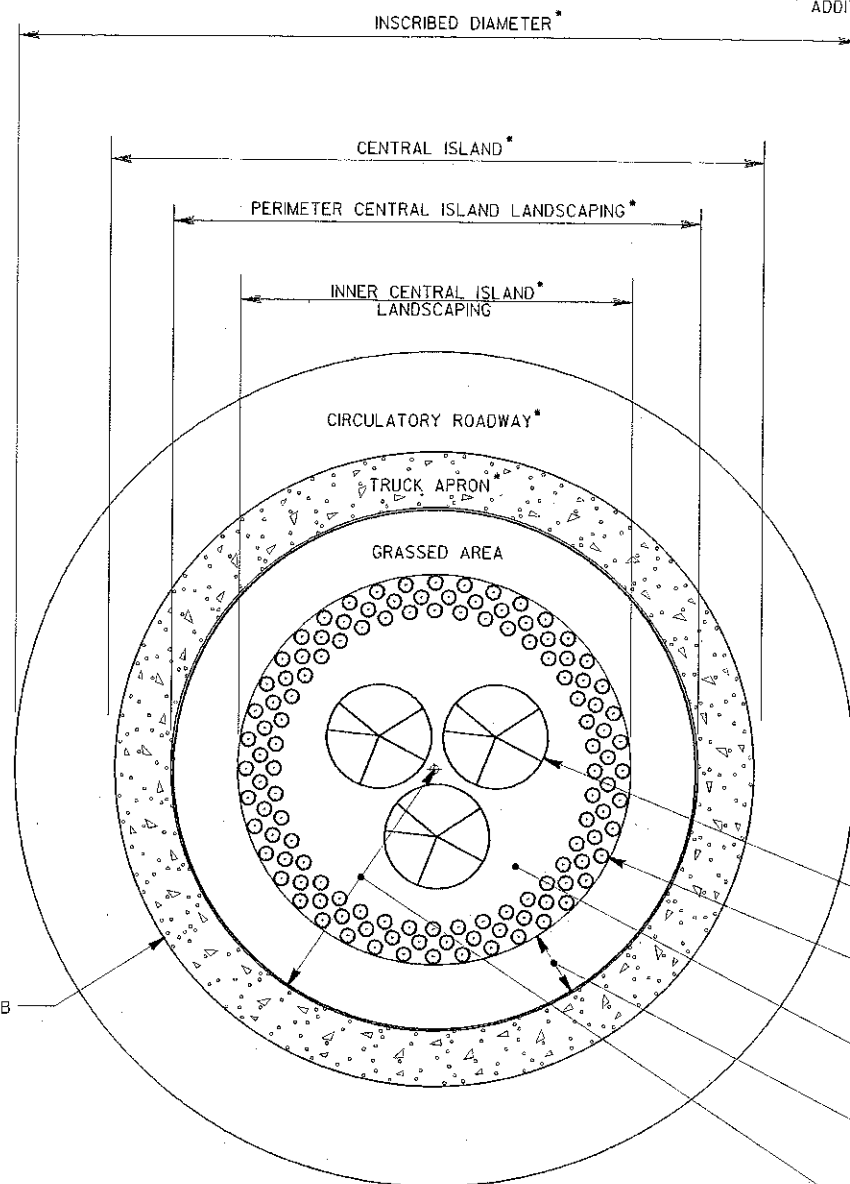 ADDI
INSCRIBED DIAMETER*
CENTRAL ISLAND*
PERIMETER CENTRAL ISLAND LANDSCAPING*
INNER CENTRAL ISLAND*
LANDSCAPING
CIRCULATORY ROADWAY*
TRUCK APRON*
GRASSED AREA
B